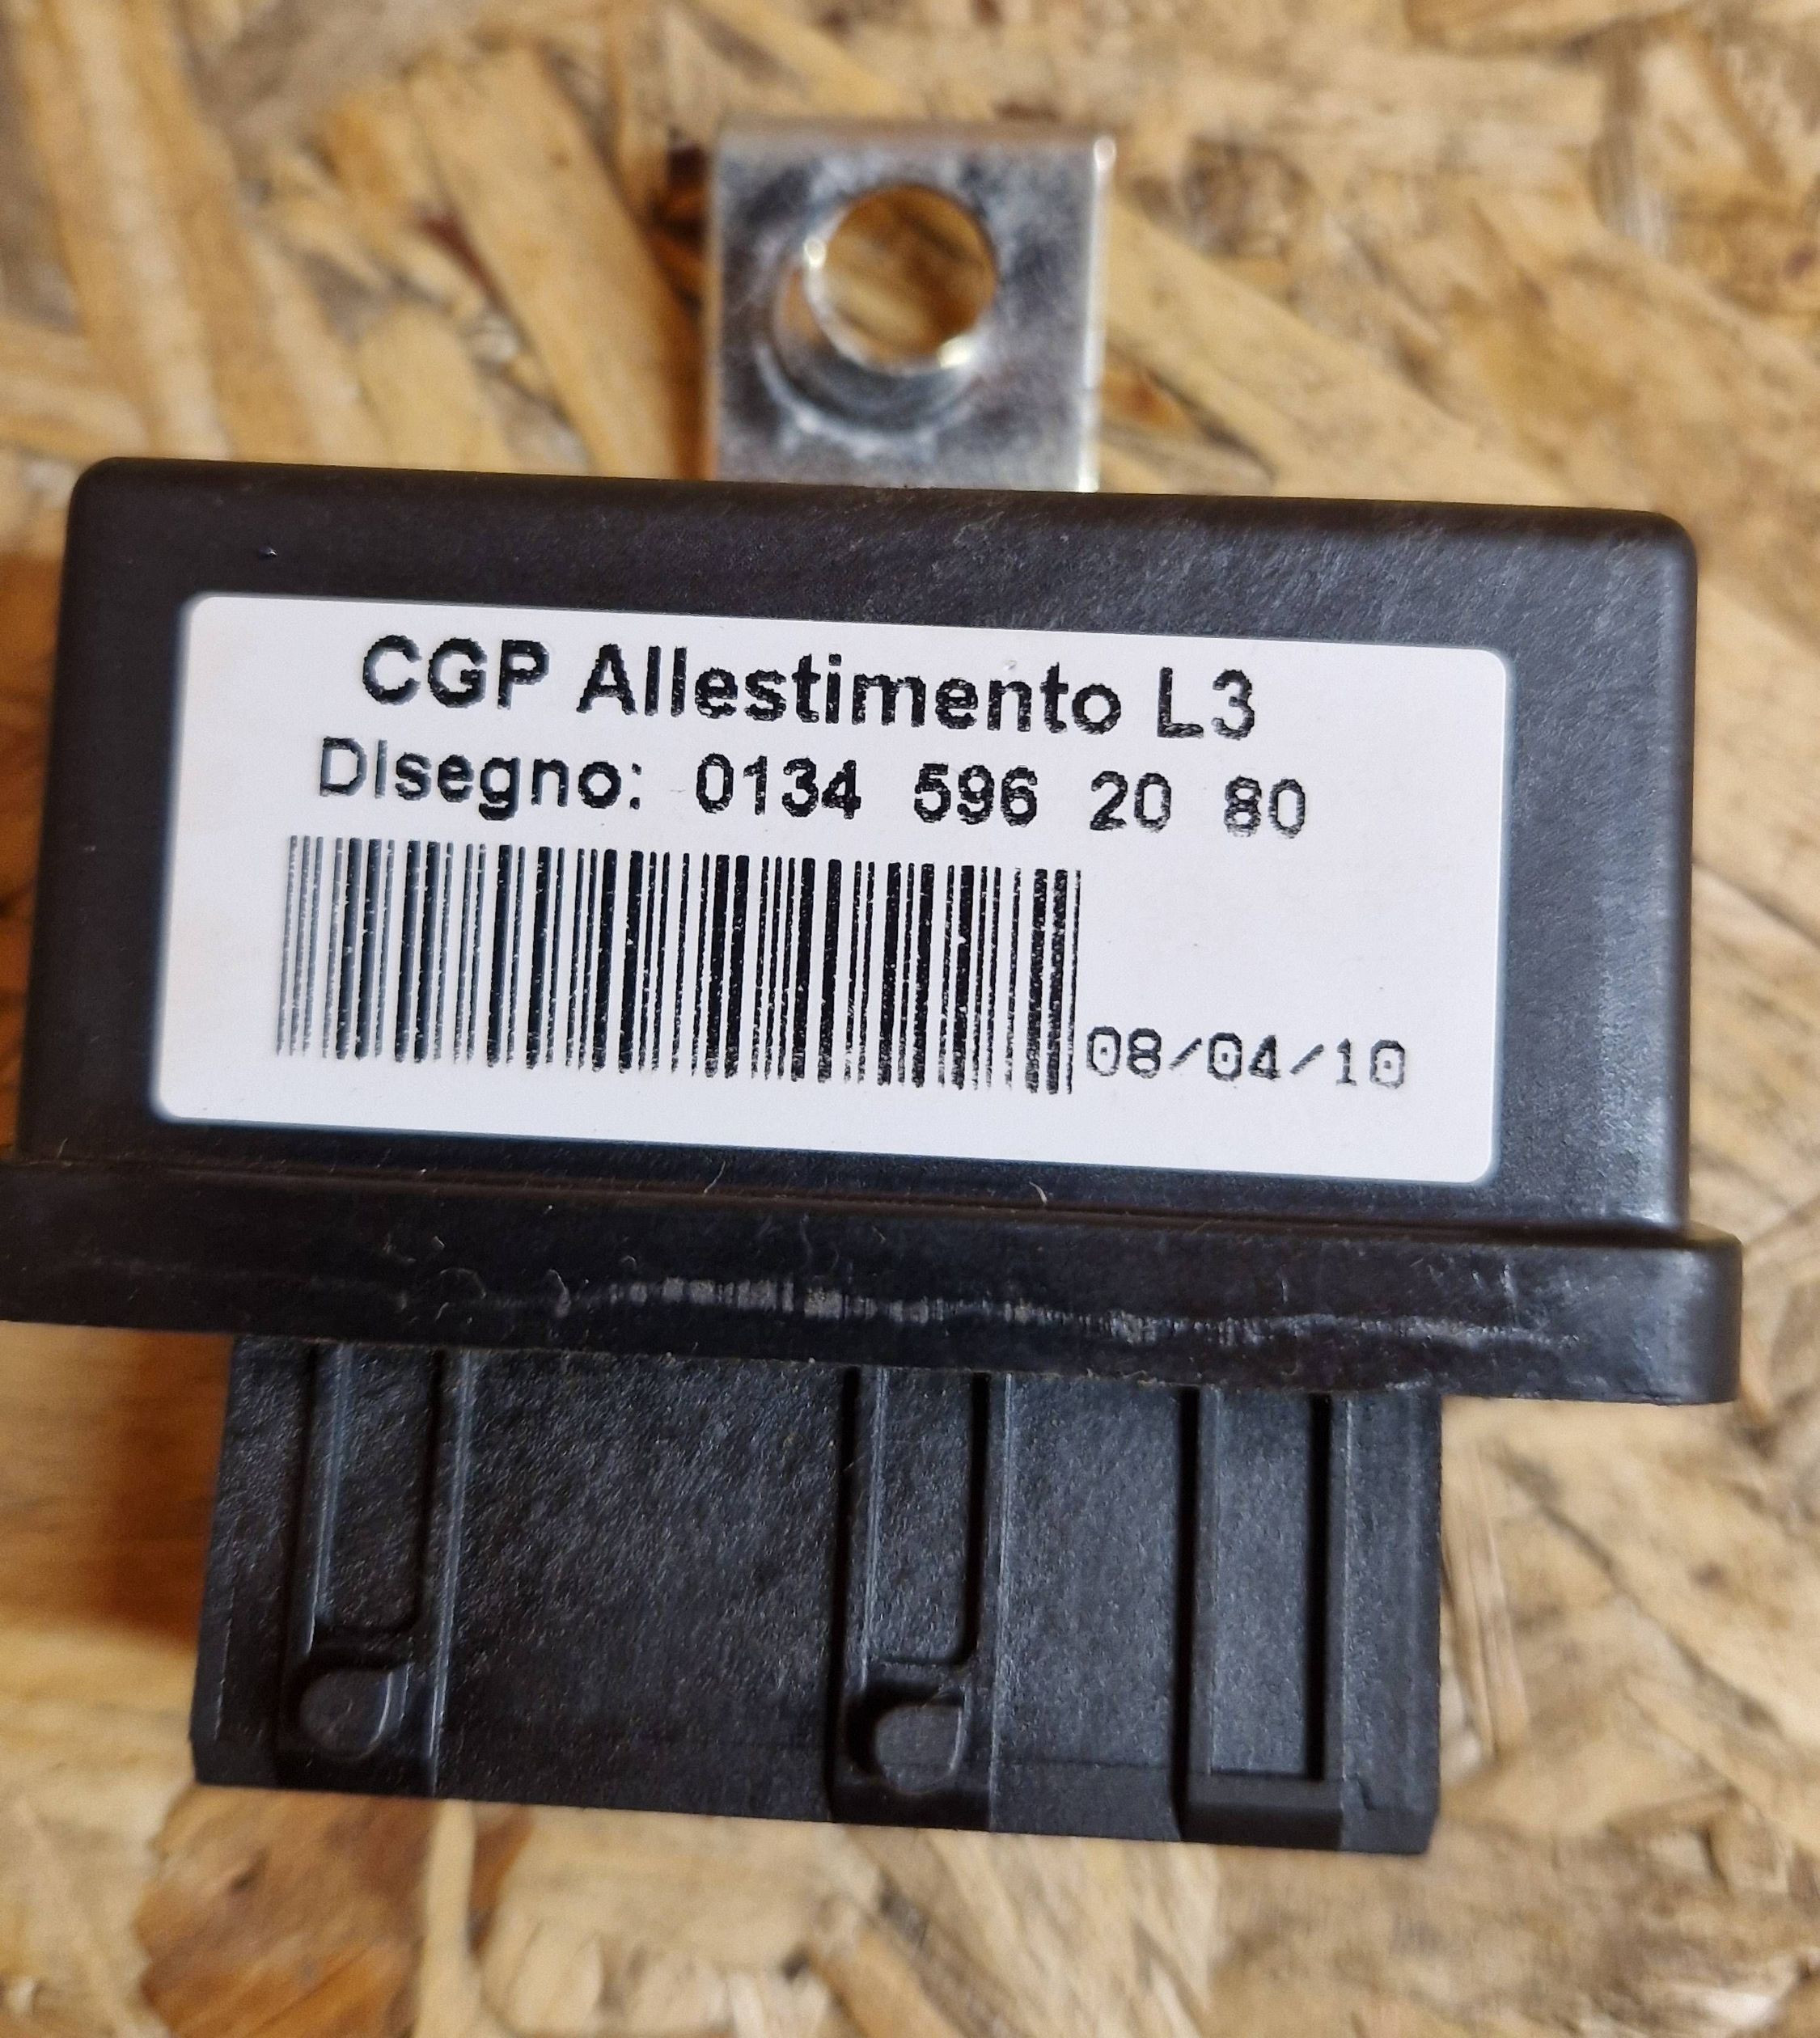 CGP Allestimento L3
Disegno: 0134 596 20 80
08/04/10